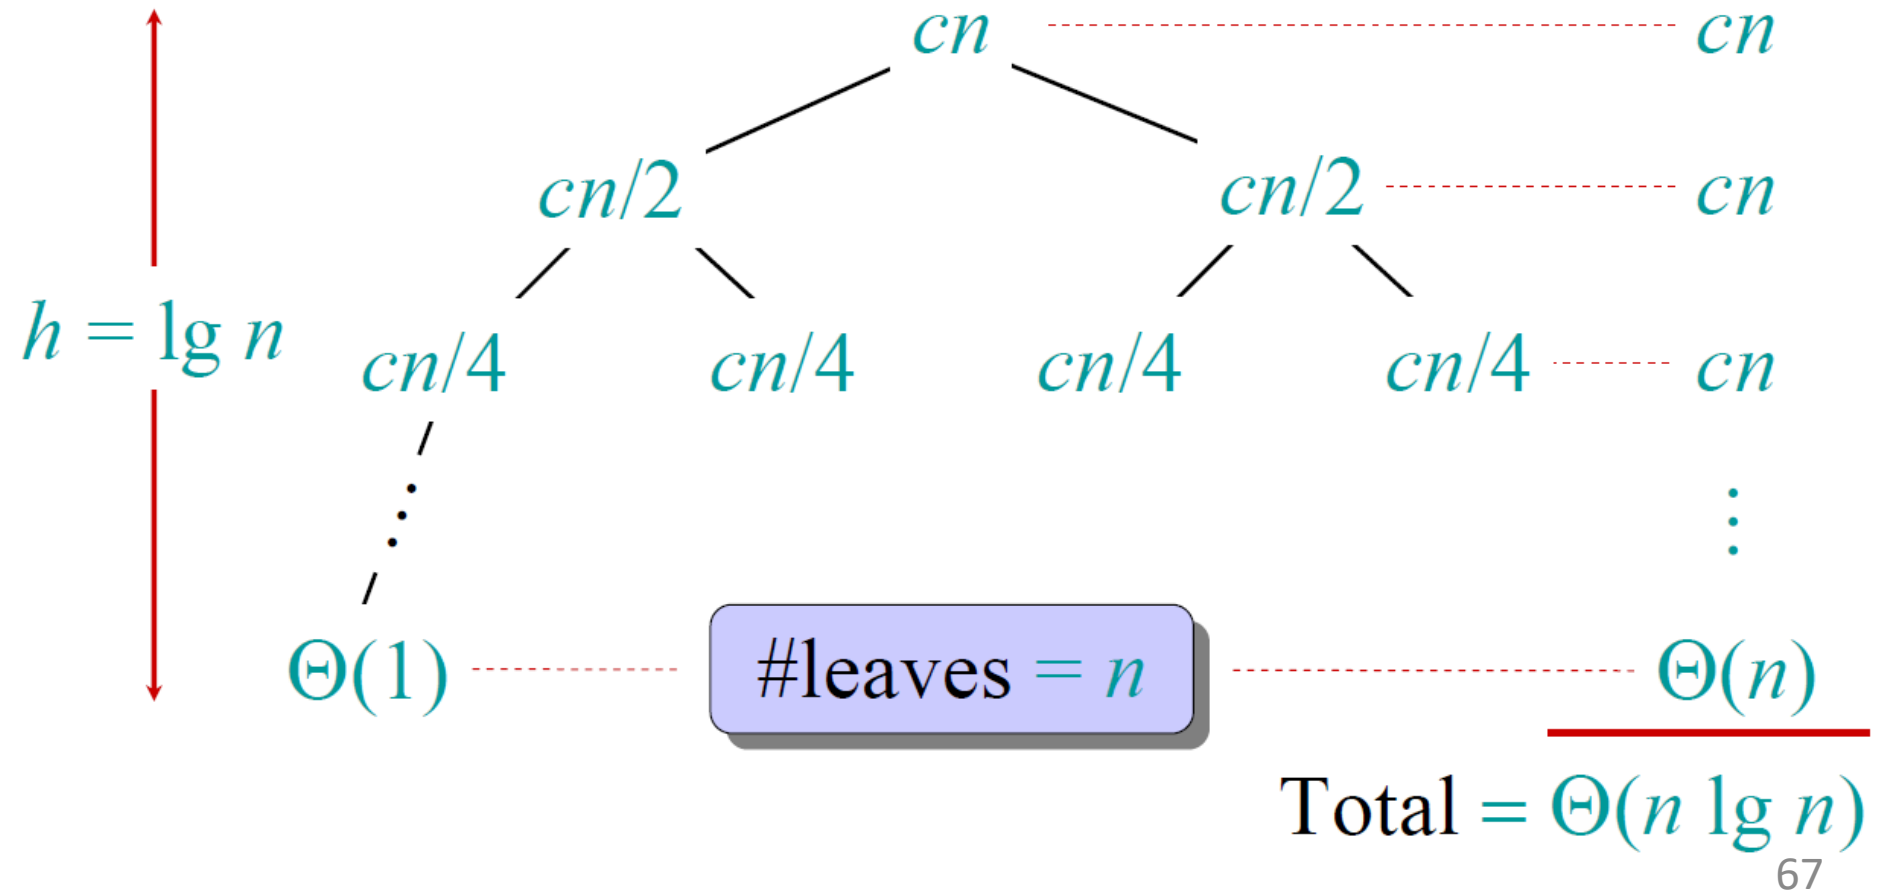 cn cn
cn/2 cn/2 cn
h = lg n cn/4 cn/4 cn/4 cn/4 cn
Θ(1) #leaves = n Θ(n)
Total = Θ(n lg n)
67